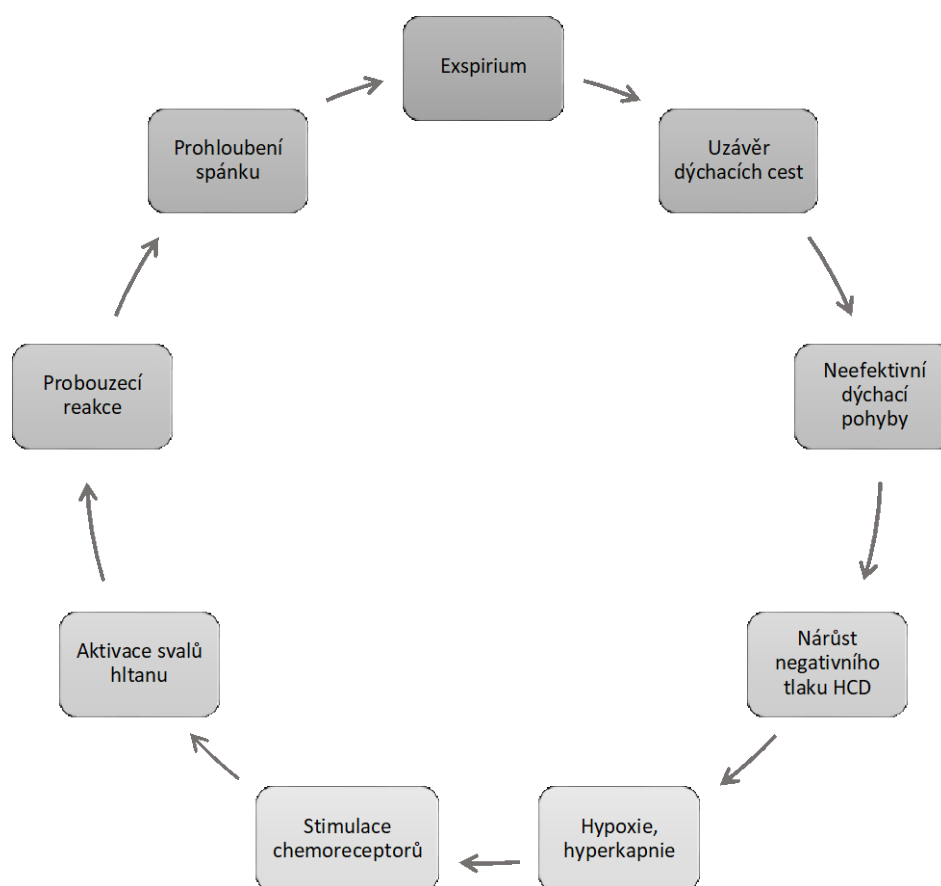 Exspirium
Uzávěr
dýchacích cest
Neefektivní
dýchací
pohyby
Nárůst
negativního
tlaku HCD
Hypoxie,
hyperkapnie
Stimulace
chemoreceptorů
Aktivace svalů
hltanu
Probouzecí
reakce
Prohloubení
spánku